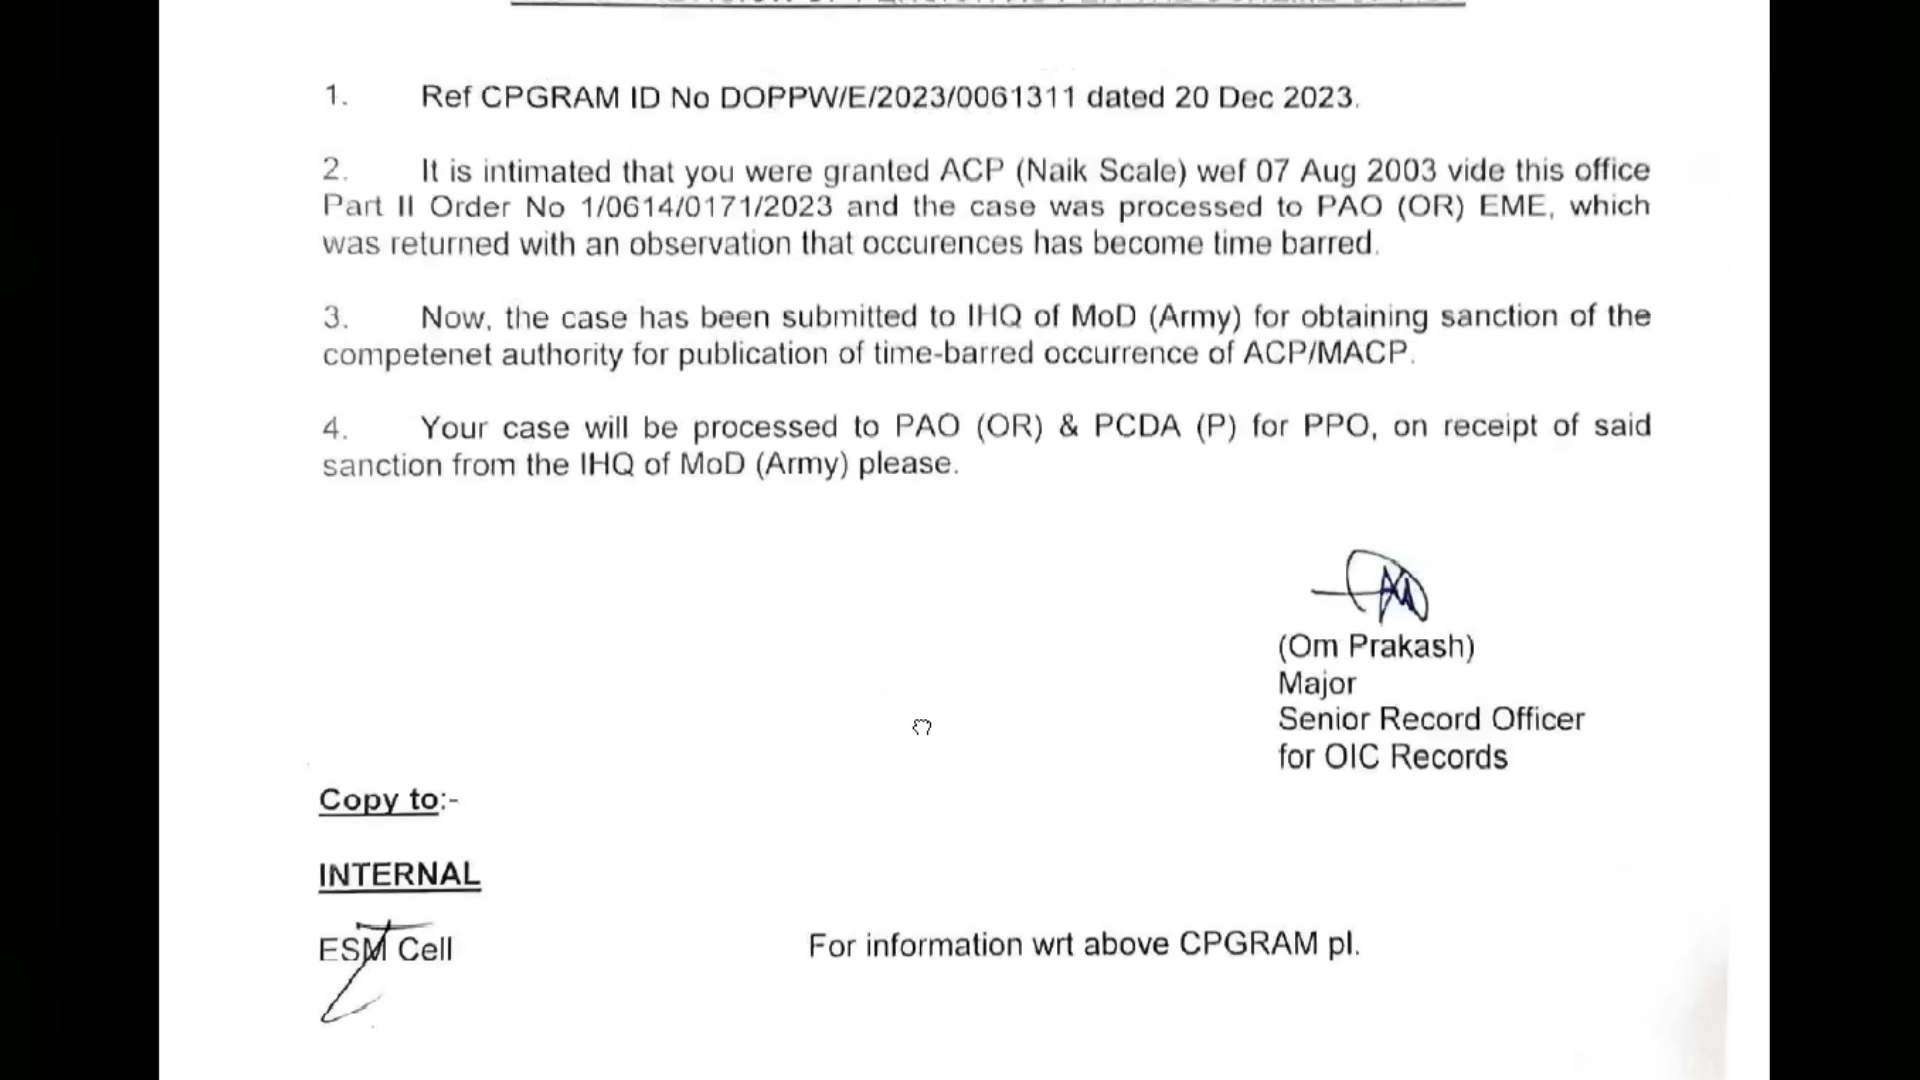 1. Ref CPGRAM ID No DOPPW/E/2023/0061311 dated 20 Dec 2023.
2. It is intimated that you were granted ACP (Naik Scale) wef 07 Aug 2003 vide this office
Part II Order No 1/0614/0171/2023 and the case was processed to PAO (OR) EME, which
was returned with an observation that occurences has become time barred.
3. Now, the case has been submitted to IHQ of MoD (Army) for obtaining sanction of the
competenet authority for publication of time-barred occurrence of ACP/MACP.
4. Your case will be processed to PAO (OR) & PCDA (P) for PPO, on receipt of said
sanction from the IHQ of MoD (Army) please.
(Om Prakash)
Major
Senior Record Officer
for OIC Records
Copy to:-
INTERNAL
ESM Cell For information wrt above CPGRAM pl.